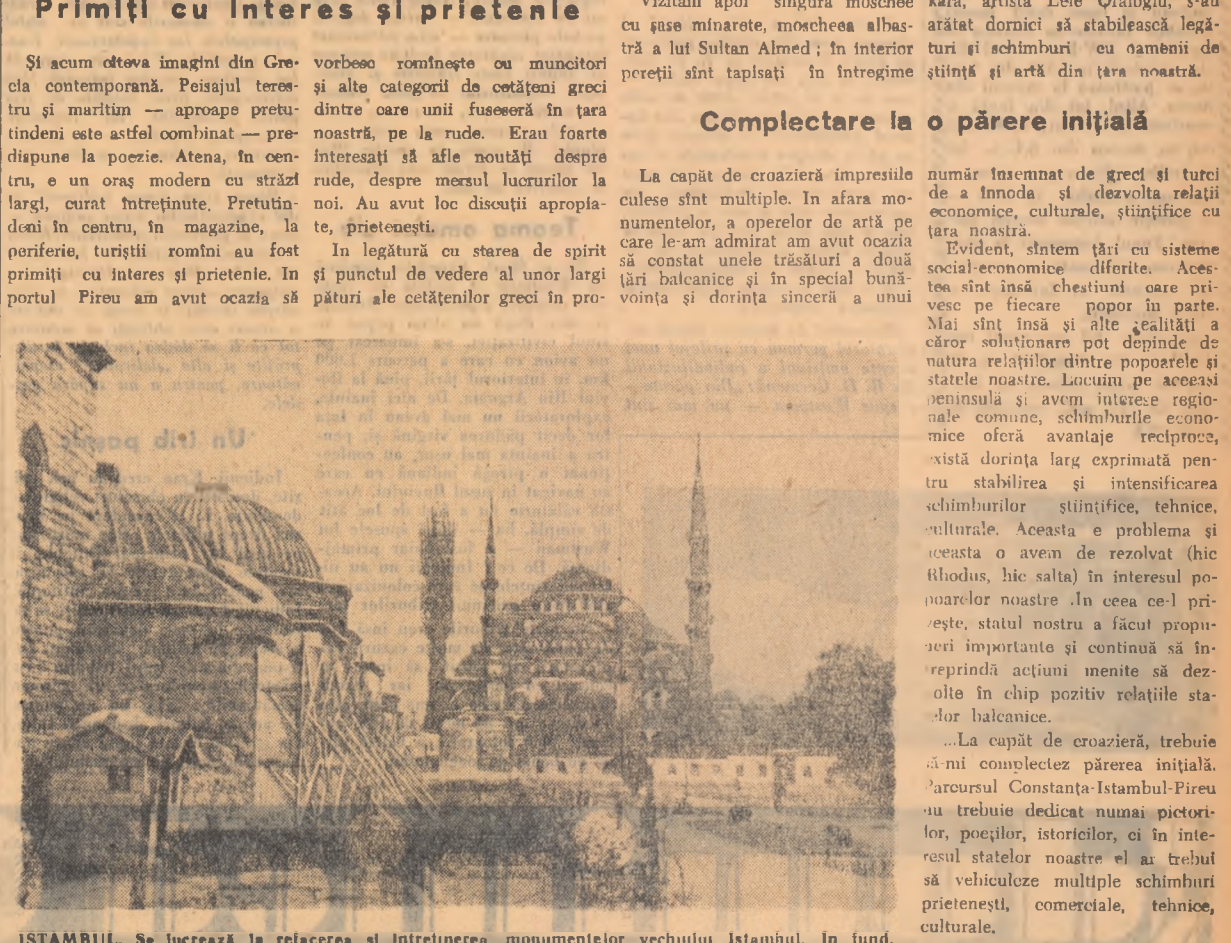 Primiți cu interes și prietenie
Și acum cîteva imagini din Gre-
cia contemporană. Peisajul teres-
tru și maritim — aproape pretu-
tindeni este astfel combinat — pre-
dispune la poezie. Atena, în cen-
tru, e un oraș modern cu străzi
largi, curat întreținute. Pretutin-
deni în centru, în magazine, la
periferie, turiștii romîni au fost
primiți cu interes și prietenie. In
portul Pireu am avut ocazia să
vorbesc romînește cu muncitori
și alte categorii de cetățeni greci
dintre care unii fuseseră în țara
noastră, pe la rude. Erau foarte
interesați să afle noutăți despre
rude, despre mersul lucrurilor la
noi. Au avut loc discuții apropia-
te, prietenești.
In legătură cu starea de spirit
și punctul de vedere al unor largi
pături ale cetățenilor greci în pro-
Vizităm apoi singura moschee
cu șase minarete, moscheea albas-
tră a lui Sultan Almed ; în interior
pereții sînt tapisați în întregime
kara, artista Lele Oraloglu, s-au
arătat dornici să stabilească legă-
turi și schimburi cu oamenii de
știință și artă din țara noastră.
Complectare la o părere inițială
La capăt de croazieră impresiile
culese sînt multiple. In afara mo-
numentelor, a operelor de artă pe
care le-am admirat am avut ocazia
să constat unele trăsături a două
țări balcanice și în special bună-
voința și dorința sinceră a unui
număr însemnat de greci și turci
de a înnoda și dezvolta relații
economice, culturale, științifice cu
țara noastră.
Evident, sîntem țări cu sisteme
social-economice diferite. Aces-
tea sînt însă chestiuni care pri-
vesc pe fiecare popor în parte.
Mai sînt însă și alte realități a
căror soluționare pot depinde de
natura relațiilor dintre popoarele și
statele noastre. Locuim pe aceeași
peninsulă și avem interese regio-
nale comune, schimburile econo-
mice oferă avantaje reciproce,
xistă dorința larg exprimată pen-
tru stabilirea și intensificarea
schimburilor științifice, tehnice,
culturale. Aceasta e problema și
aceasta o avem de rezolvat (hic
Rhodus, hic salta) în interesul po-
poarelor noastre .In ceea ce-l pri-
vește, statul nostru a făcut propu-
neri importante și continuă să în-
treprindă acțiuni menite să dez-
olte în chip pozitiv relațiile sta-
elor balcanice.
...La capăt de croazieră, trebuie
să-mi complectez părerea inițială.
Parcursul Constanța-Istambul-Pireu
nu trebuie dedicat numai pictori-
lor, poeților, istoricilor, ci în inte-
resul statelor noastre el ar trebui
să vehiculeze multiple schimburi
prietenești, comerciale, tehnice,
culturale.
ISTAMBUL. Se lucrează la refacerea și întreținerea monumentelor vechiului Istambul. In fund,